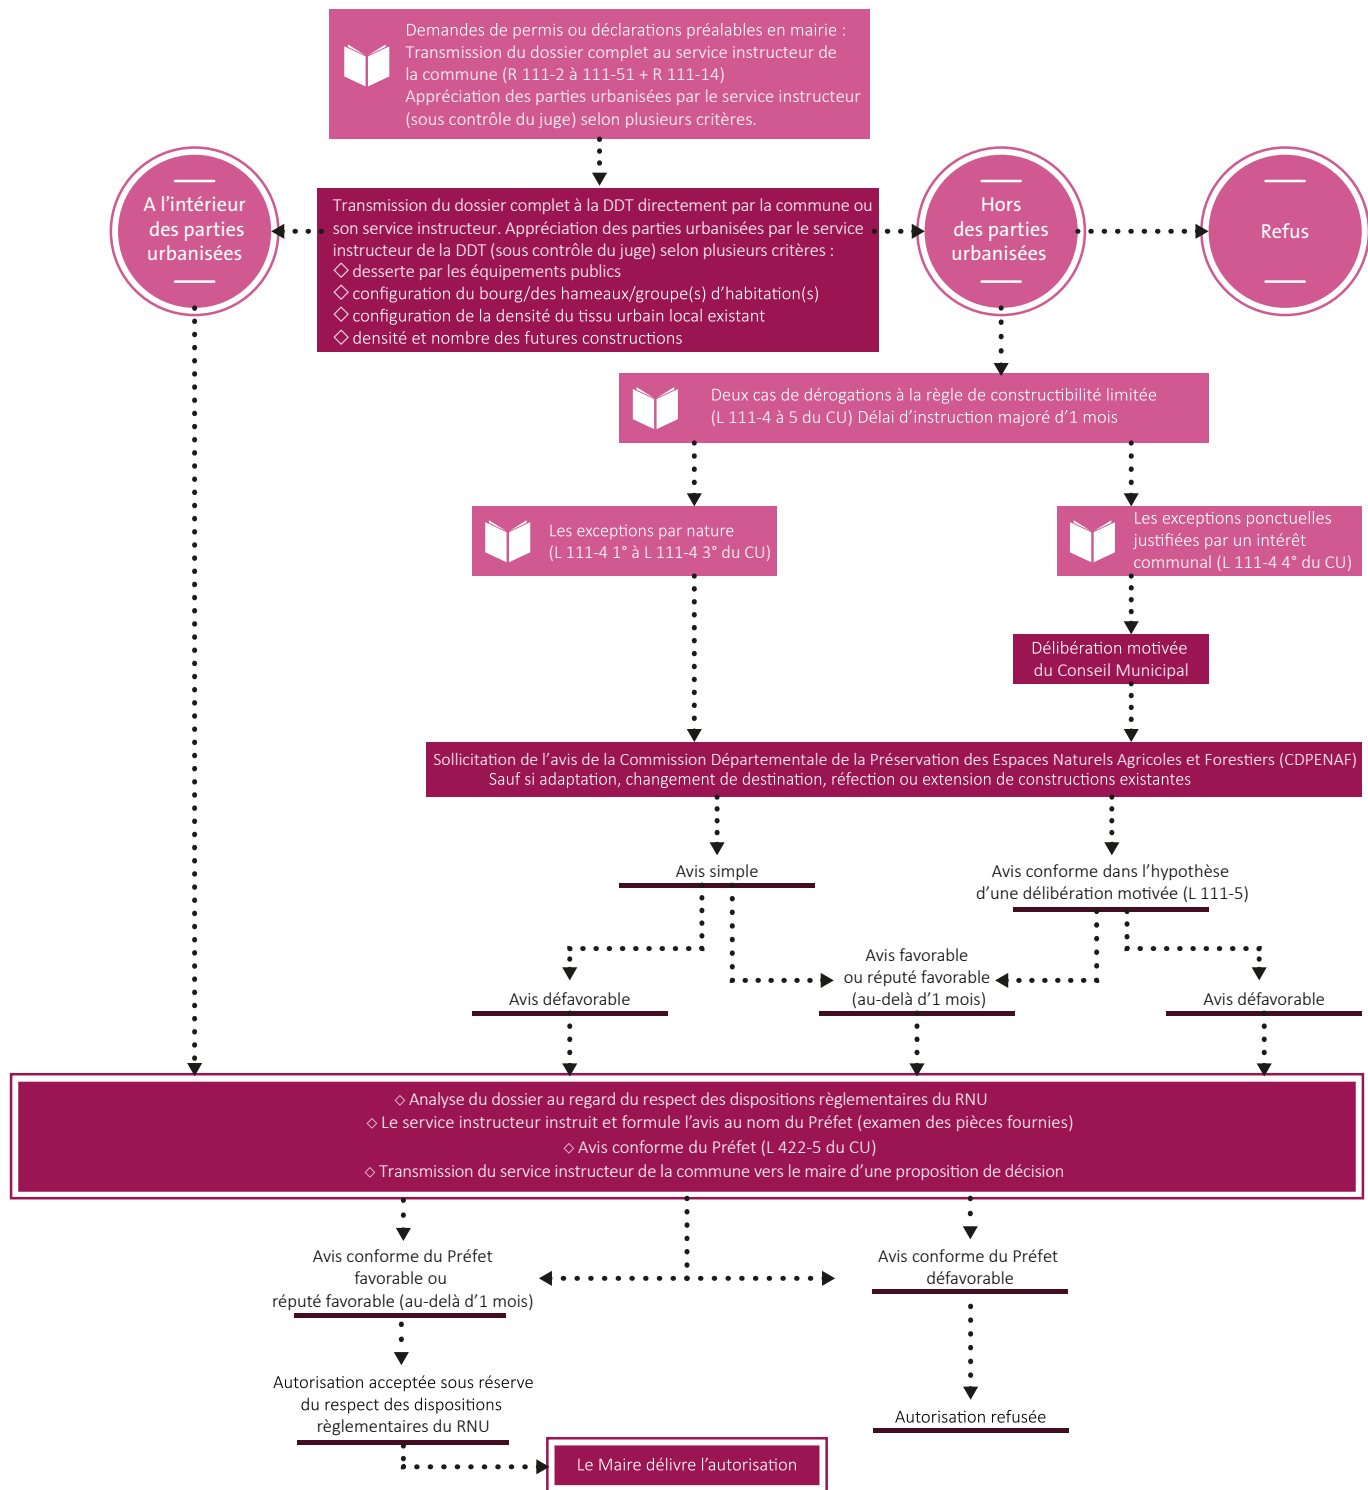 Demandes de permis ou déclarations préalables en mairie :
Transmission du dossier complet au service instructeur de
la commune (R 111-2 à 111-51 + R 111-14)
Appréciation des parties urbanisées par le service instructeur
(sous contrôle du juge) selon plusieurs critères.
A l’intérieur
des parties
urbanisées
Transmission du dossier complet à la DDT directement par la commune ou
son service instructeur. Appréciation des parties urbanisées par le service
instructeur de la DDT (sous contrôle du juge) selon plusieurs critères :
◇ desserte par les équipements publics
◇ configuration du bourg/des hameaux/groupe(s) d’habitation(s)
◇ configuration de la densité du tissu urbain local existant
◇ densité et nombre des futures constructions
Hors
des parties
urbanisées
Refus
Deux cas de dérogations à la règle de constructibilité limitée
(L 111-4 à 5 du CU) Délai d’instruction majoré d’1 mois
Les exceptions par nature
(L 111-4 1° à L 111-4 3° du CU)
Les exceptions ponctuelles
justifiées par un intérêt
communal (L 111-4 4° du CU)
Délibération motivée
du Conseil Municipal
Sollicitation de l’avis de la Commission Départementale de la Préservation des Espaces Naturels Agricoles et Forestiers (CDPENAF)
Sauf si adaptation, changement de destination, réfection ou extension de constructions existantes
Avis simple
Avis conforme dans l’hypothèse
d’une délibération motivée (L 111-5)
Avis défavorable
Avis favorable
ou réputé favorable
(au-delà d’1 mois)
Avis défavorable
◇ Analyse du dossier au regard du respect des dispositions règlementaires du RNU
◇ Le service instructeur instruit et formule l’avis au nom du Préfet (examen des pièces fournies)
◇ Avis conforme du Préfet (L 422-5 du CU)
◇ Transmission du service instructeur de la commune vers le maire d’une proposition de décision
Avis conforme du Préfet
favorable ou
réputé favorable (au-delà d’1 mois)
Avis conforme du Préfet
défavorable
Autorisation acceptée sous réserve
du respect des dispositions
règlementaires du RNU
Autorisation refusée
Le Maire délivre l’autorisation